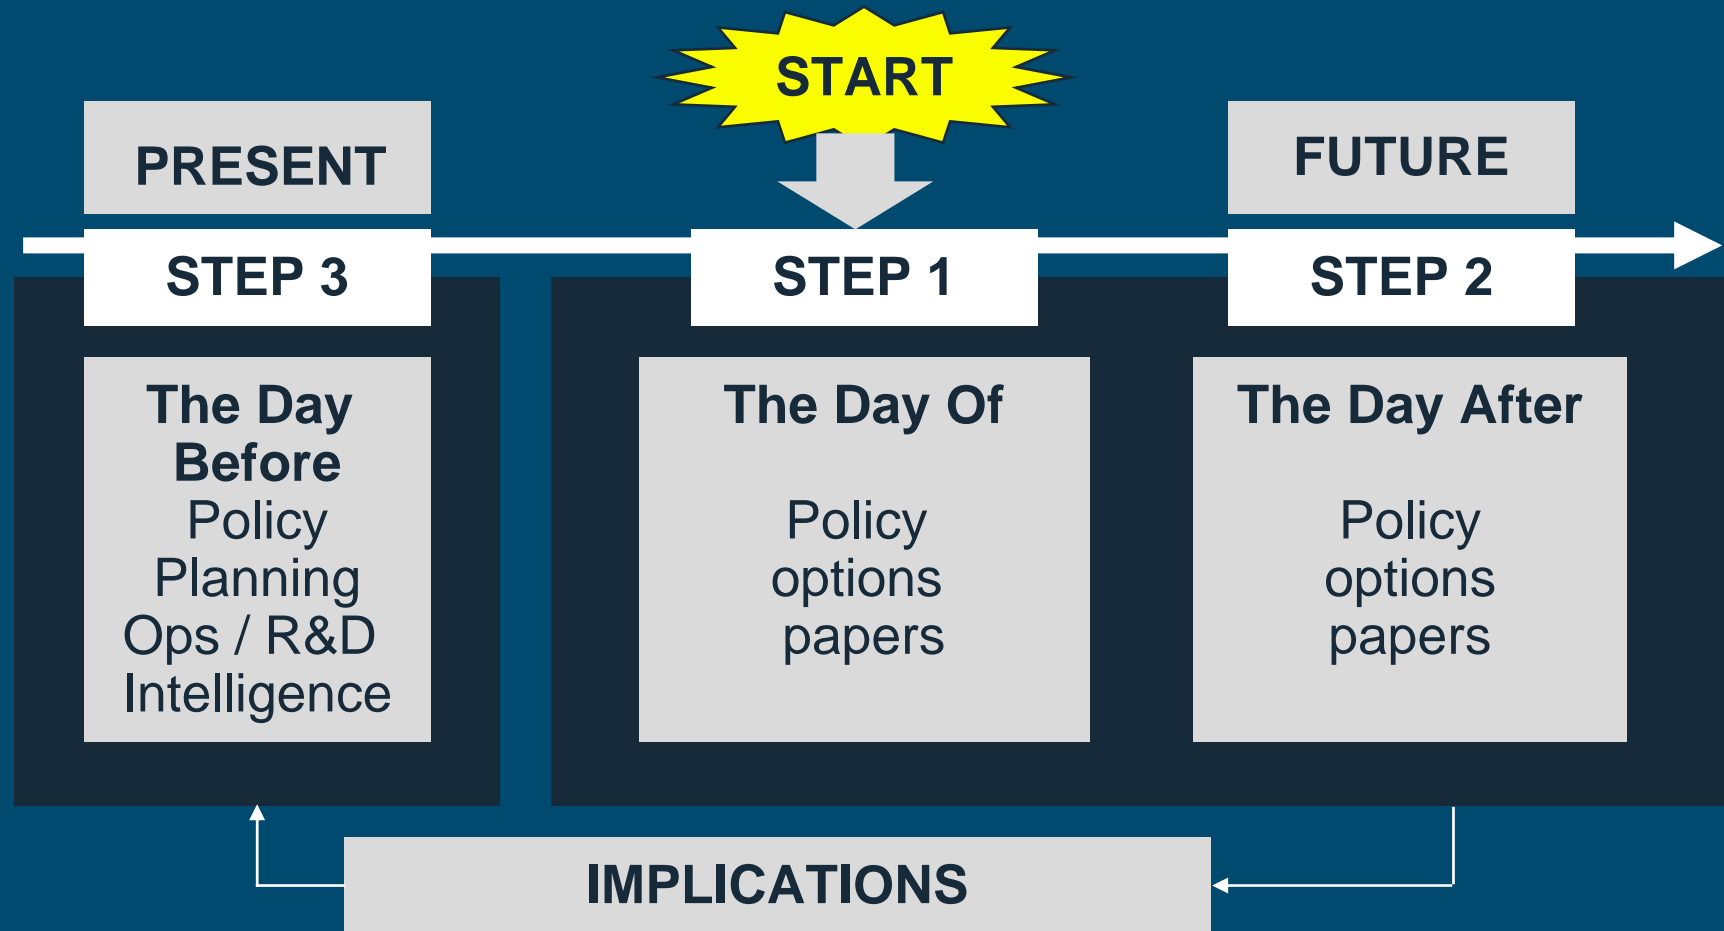 START
PRESENT
FUTURE
STEP 3
STEP 1
STEP 2
The Day
Before
Policy
Planning
Ops / R&D
Intelligence
The Day Of
Policy
options
papers
The Day After
Policy
options
papers
IMPLICATIONS